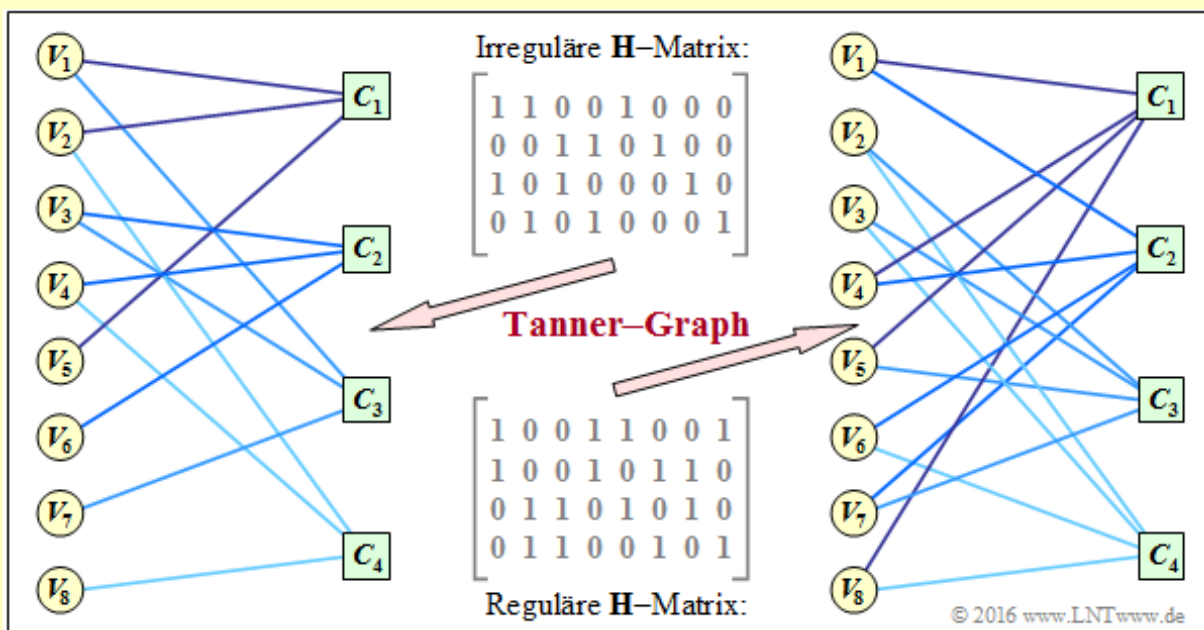 V1
V2
V3
V4
V5
V6
V7
V8
C1
C2
C3
C4
Irreguläre H–Matrix:
1 1 0 0 1 0 0 0
0 0 1 1 0 1 0 0
1 0 1 0 0 0 1 0
0 1 0 1 0 0 0 1
Tanner–Graph
1 0 0 1 1 0 0 1
1 0 0 1 0 1 1 0
0 1 1 0 1 0 1 0
0 1 1 0 0 1 0 1
Reguläre H–Matrix:
V1
V2
V3
V4
V5
V6
V7
V8
C1
C2
C3
C4
© 2016 www.LNTwww.de